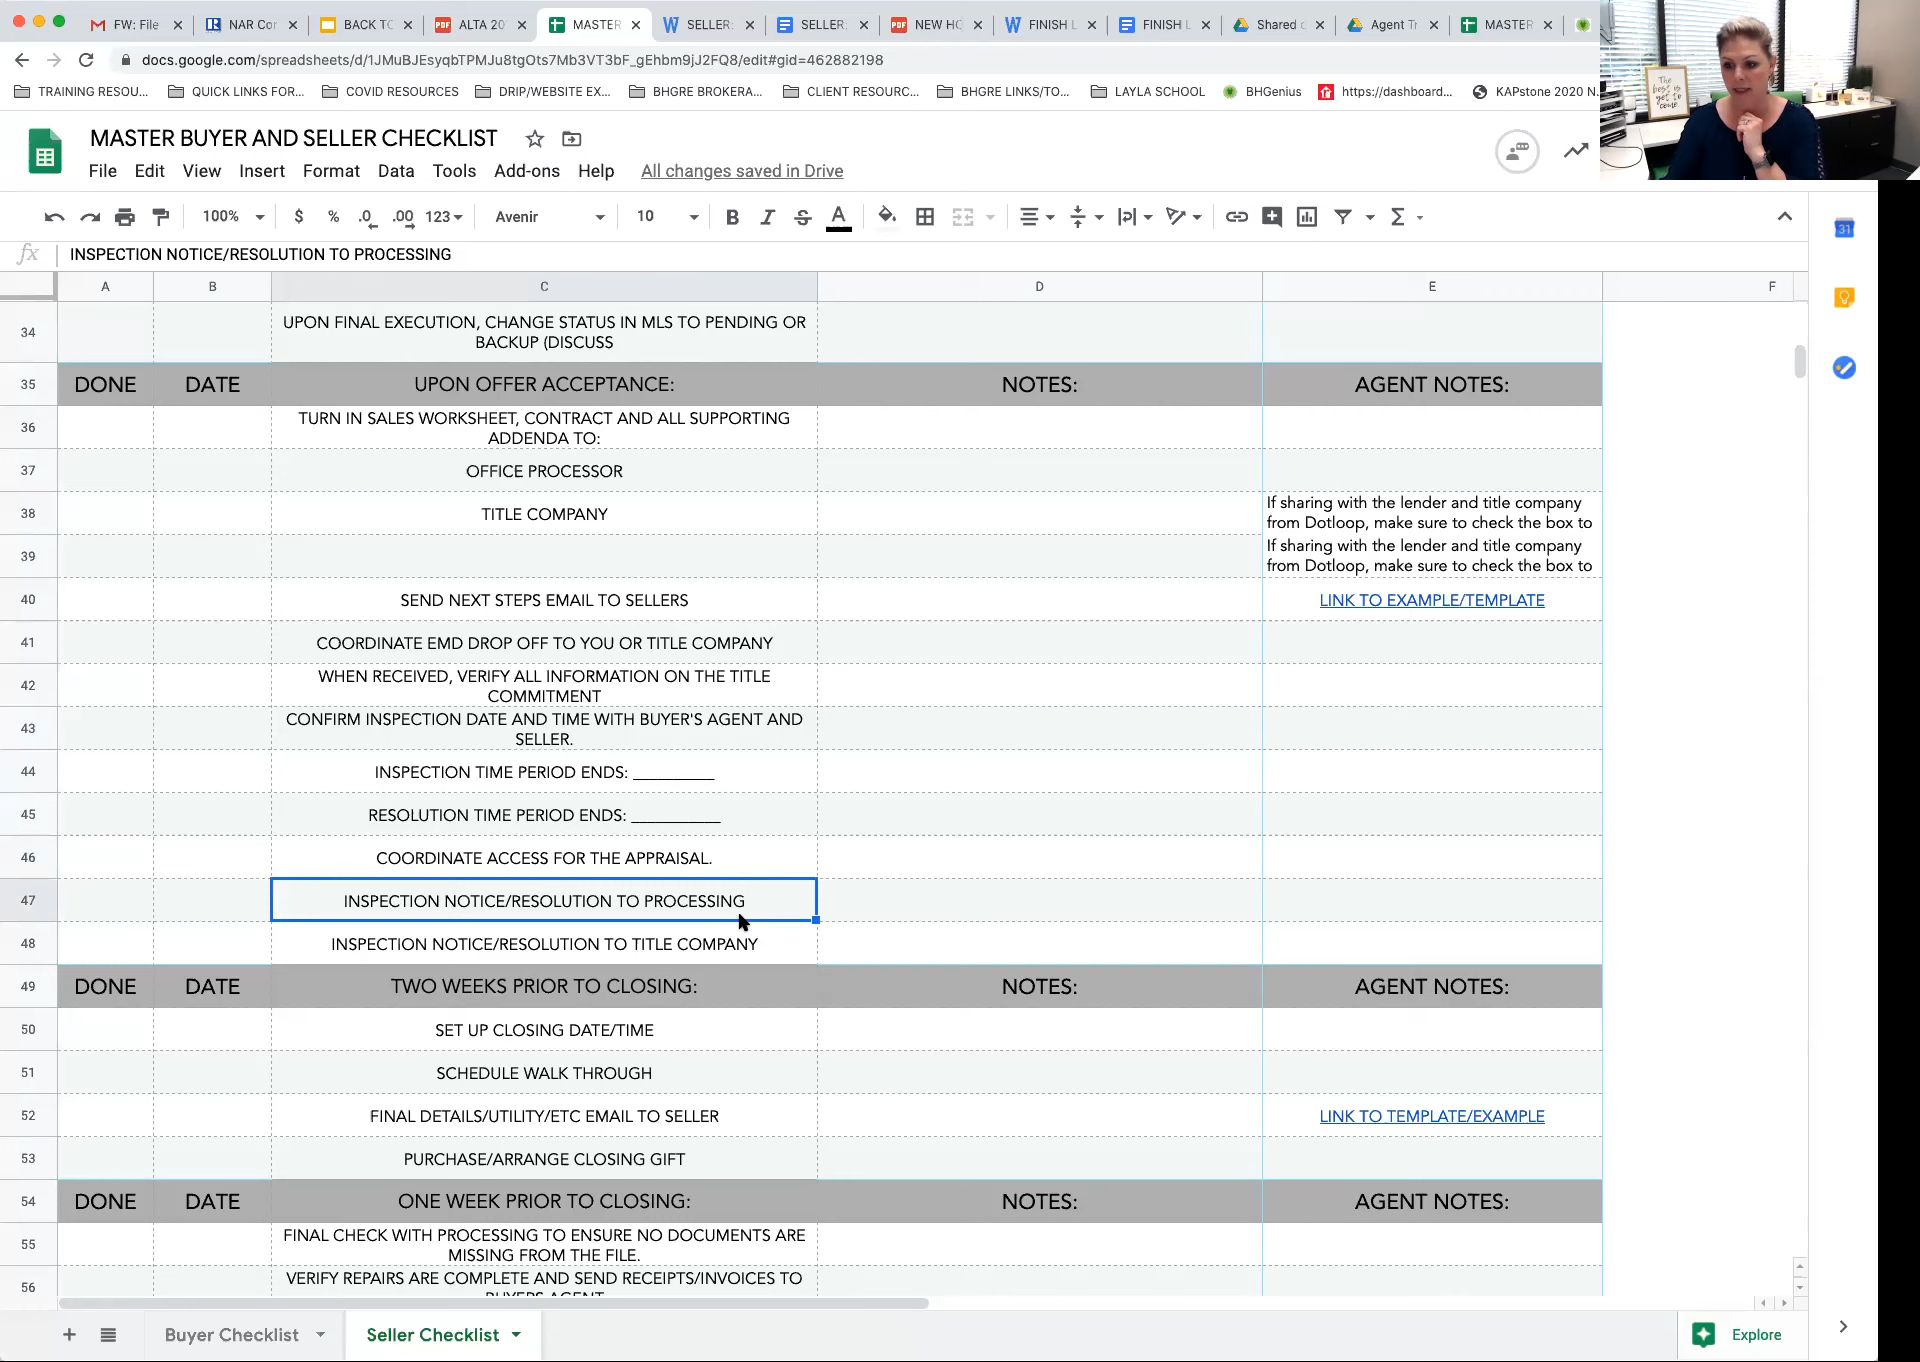 FW: File
NAR Cor
BACK TO
ALTA 20
MASTER
SELLER:
SELLER:
NEW HO
FINISH L
FINISH L
Shared
Agent Tr
MASTER
docs.google.com/spreadsheets/d/1JMuBJEsyqbTPMJu8tgOts7Mb3VT3bF_gEhbm9jJ2FQ8/edit#gid=462882198
TRAINING RESOU...
QUICK LINKS FOR...
COVID RESOURCES
DRIP/WEBSITE EX...
BHGRE BROKERA...
CLIENT RESOURC...
BHGRE LINKS/TO...
LAYLA SCHOOL
BHGenius
https://dashboard...
KAPstone 2020 N
The best is yet to come.
MASTER BUYER AND SELLER CHECKLIST
File Edit View Insert Format Data Tools Add-ons Help All changes saved in Drive
100% $ % .0 .00 123 Avenir 10 B I S A
31
fx INSPECTION NOTICE/RESOLUTION TO PROCESSING
A B C D E F
34 UPON FINAL EXECUTION, CHANGE STATUS IN MLS TO PENDING OR
BACKUP (DISCUSS
35 DONE DATE UPON OFFER ACCEPTANCE: NOTES: AGENT NOTES:
36 TURN IN SALES WORKSHEET, CONTRACT AND ALL SUPPORTING
ADDENDA TO:
37 OFFICE PROCESSOR
38 TITLE COMPANY If sharing with the lender and title company
from Dotloop, make sure to check the box to
39 If sharing with the lender and title company
from Dotloop, make sure to check the box to
40 SEND NEXT STEPS EMAIL TO SELLERS LINK TO EXAMPLE/TEMPLATE
41 COORDINATE EMD DROP OFF TO YOU OR TITLE COMPANY
42 WHEN RECEIVED, VERIFY ALL INFORMATION ON THE TITLE
COMMITMENT
43 CONFIRM INSPECTION DATE AND TIME WITH BUYER'S AGENT AND
SELLER.
44 INSPECTION TIME PERIOD ENDS: __________
45 RESOLUTION TIME PERIOD ENDS: ___________
46 COORDINATE ACCESS FOR THE APPRAISAL.
47 INSPECTION NOTICE/RESOLUTION TO PROCESSING
48 INSPECTION NOTICE/RESOLUTION TO TITLE COMPANY
49 DONE DATE TWO WEEKS PRIOR TO CLOSING: NOTES: AGENT NOTES:
50 SET UP CLOSING DATE/TIME
51 SCHEDULE WALK THROUGH
52 FINAL DETAILS/UTILITY/ETC EMAIL TO SELLER LINK TO TEMPLATE/EXAMPLE
53 PURCHASE/ARRANGE CLOSING GIFT
54 DONE DATE ONE WEEK PRIOR TO CLOSING: NOTES: AGENT NOTES:
55 FINAL CHECK WITH PROCESSING TO ENSURE NO DOCUMENTS ARE
MISSING FROM THE FILE.
56 VERIFY REPAIRS ARE COMPLETE AND SEND RECEIPTS/INVOICES TO
BUYERS AGENT
Buyer Checklist Seller Checklist Explore